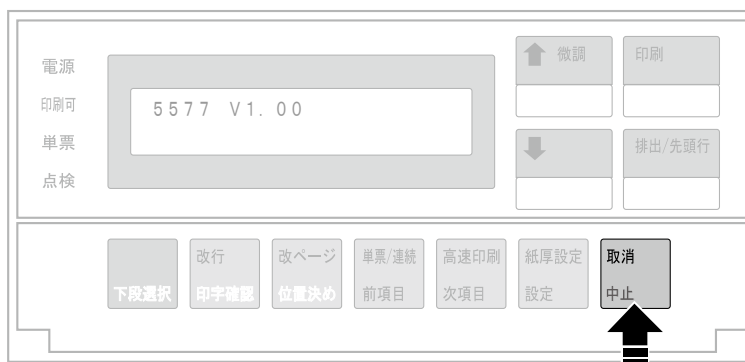 電源
印刷可
単票
点検
5577 V1.00
微調
印刷
排出/先頭行
下段選択
改行
印字確認
改ページ
位置決め
単票/連続
前項目
高速印刷
次項目
紙厚設定
設定
取消
中止